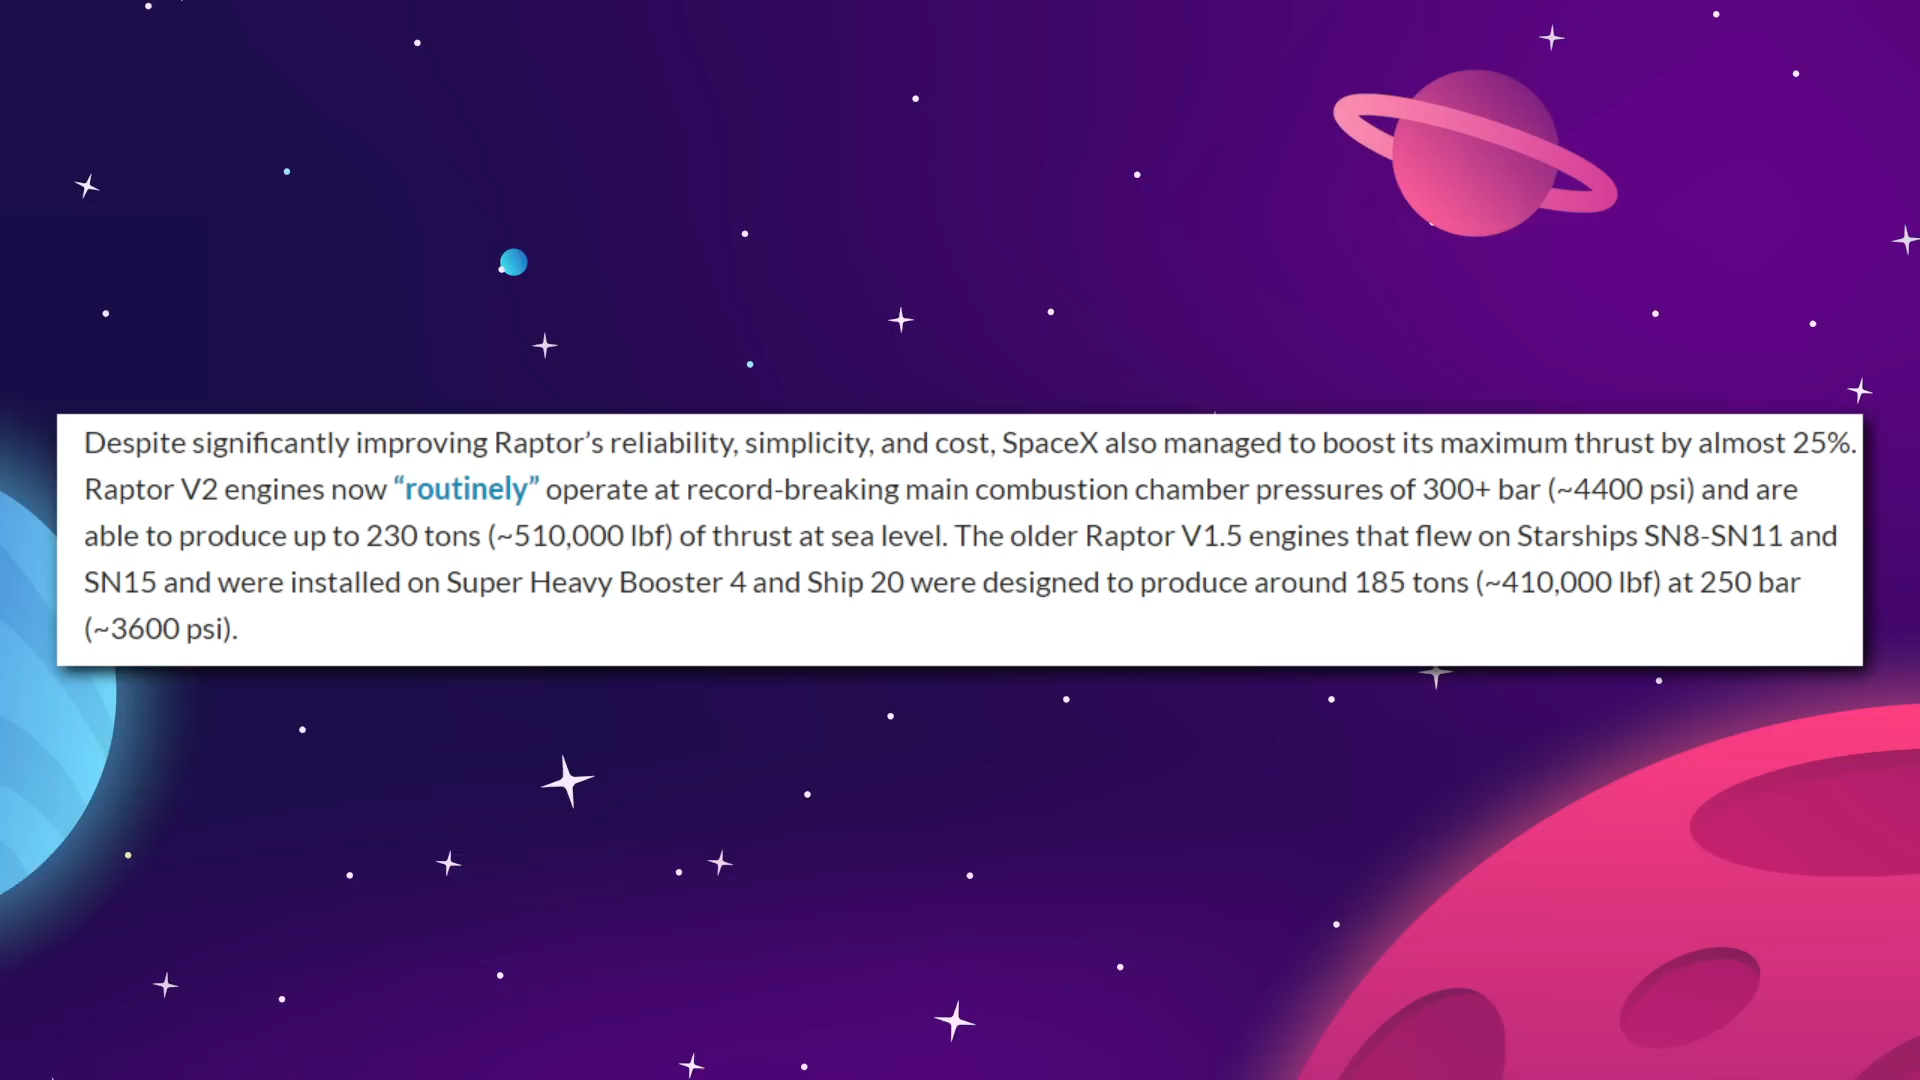 Despite significantly improving Raptor’s reliability, simplicity, and cost, SpaceX also managed to boost its maximum thrust by almost 25%.
Raptor V2 engines now “routinely” operate at record-breaking main combustion chamber pressures of 300+ bar (~4400 psi) and are
able to produce up to 230 tons (~510,000 lbf) of thrust at sea level. The older Raptor V1.5 engines that flew on Starships SN8-SN11 and
SN15 and were installed on Super Heavy Booster 4 and Ship 20 were designed to produce around 185 tons (~410,000 lbf) at 250 bar
(~3600 psi).